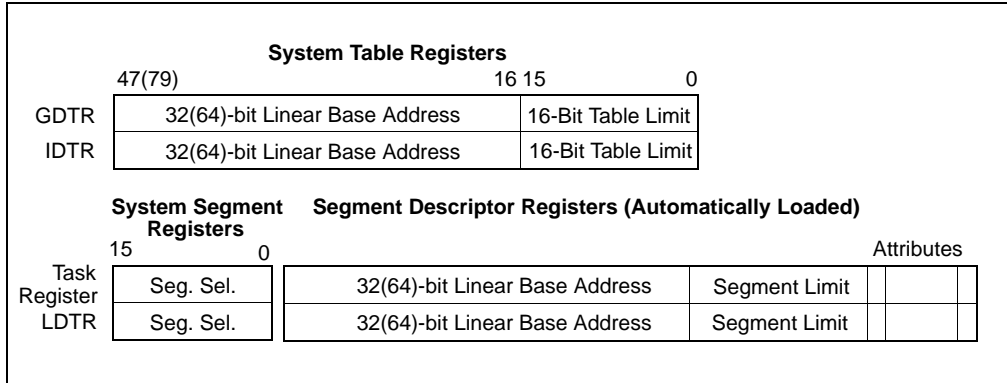 System Table Registers
47(79) 16 15 0
GDTR 32(64)-bit Linear Base Address 16-Bit Table Limit
IDTR 32(64)-bit Linear Base Address 16-Bit Table Limit
System Segment Registers
Segment Descriptor Registers (Automatically Loaded)
15 0 Attributes
Task Register Seg. Sel. 32(64)-bit Linear Base Address Segment Limit
LDTR Seg. Sel. 32(64)-bit Linear Base Address Segment Limit